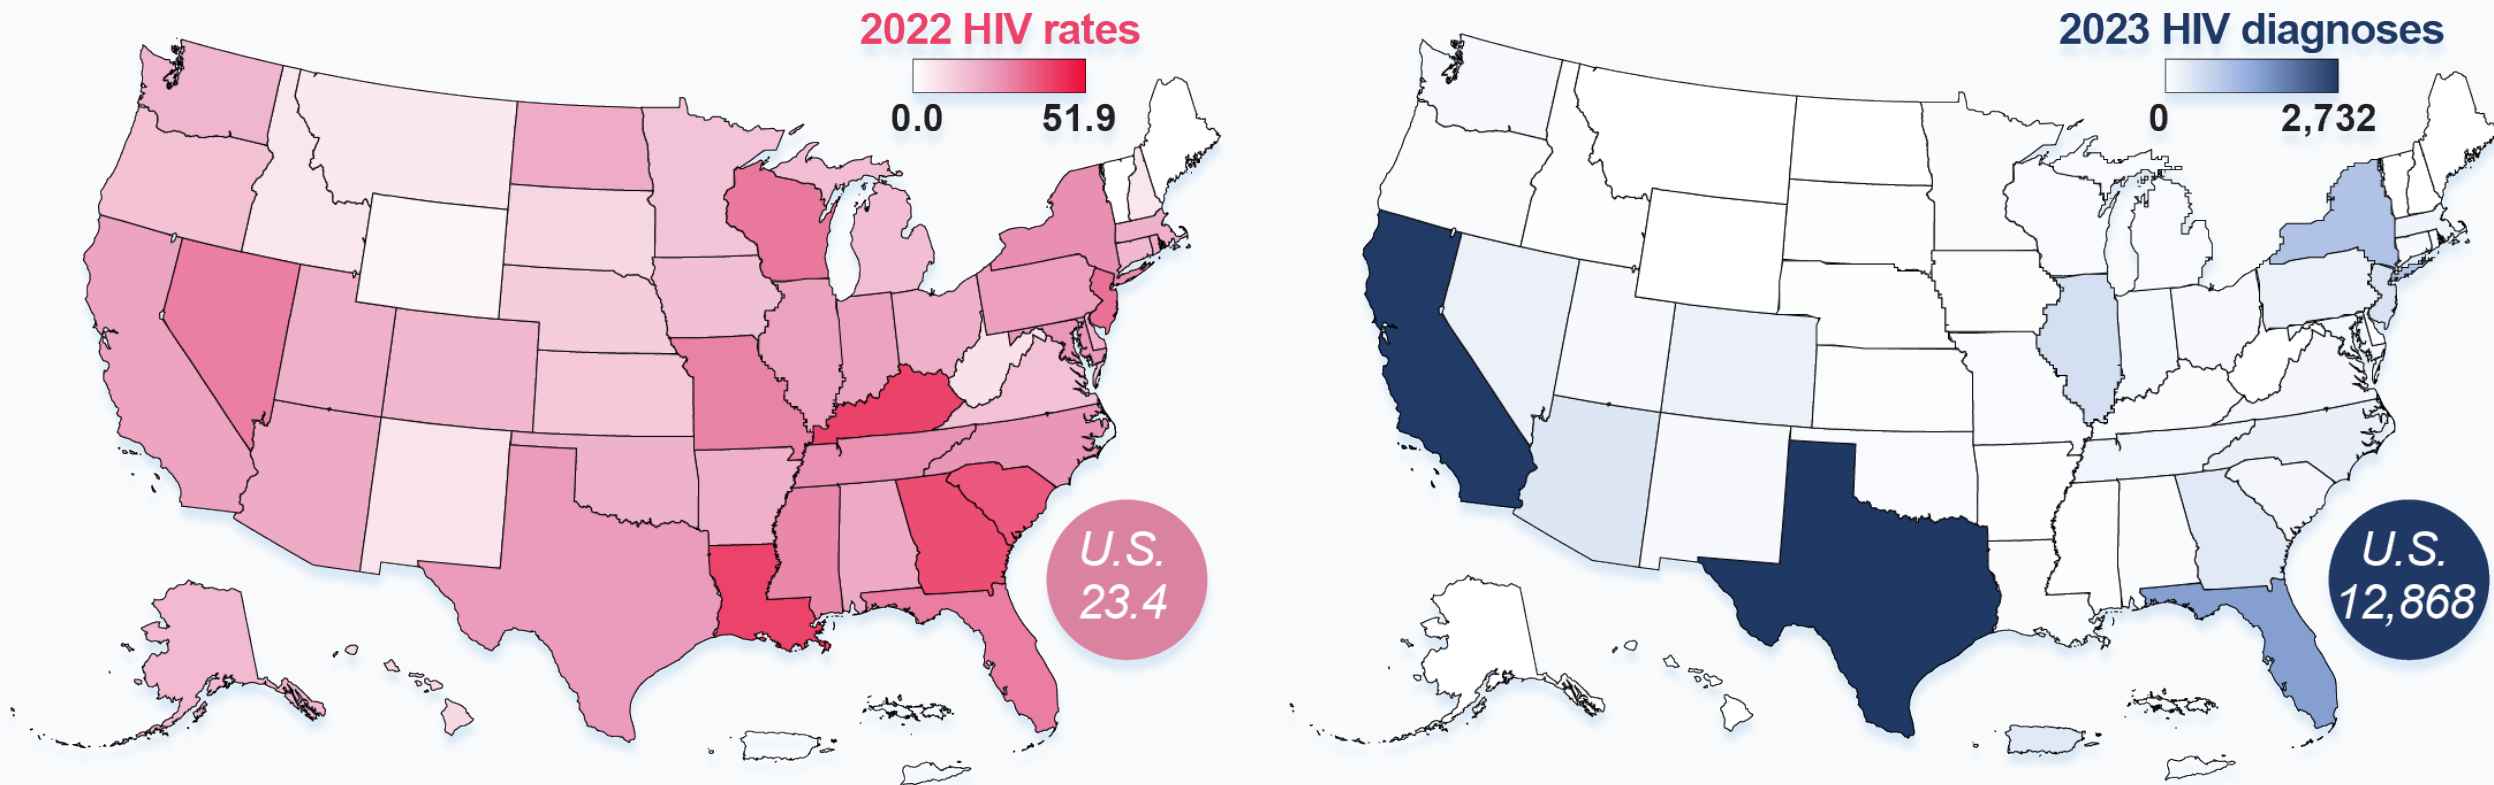 2022 HIV rates
0.0 51.9
U.S.
23.4
2023 HIV diagnoses
0 2,732
U.S.
12,868